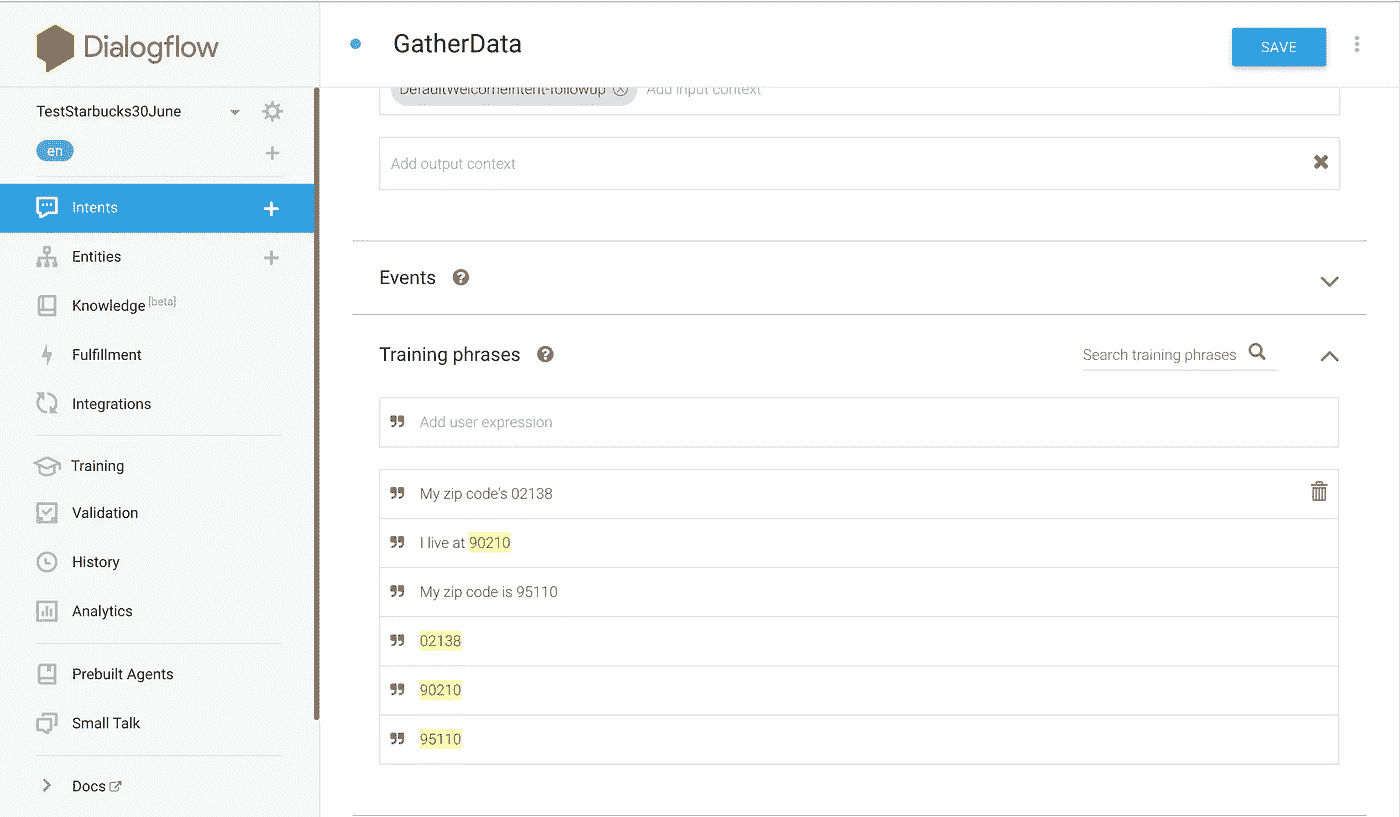 Dialogflow
GatherData
SAVE
TestStarbucks30June
DefaultWelcomeIntent-followup
Add input context
en
Add output context
Intents
Entities
Events
Knowledge [beta]
Fulfillment
Training phrases
Search training phrases
Integrations
Add user expression
Training
My zip code's 02138
Validation
I live at 90210
History
My zip code is 95110
Analytics
02138
Prebuilt Agents
90210
Small Talk
95110
Docs